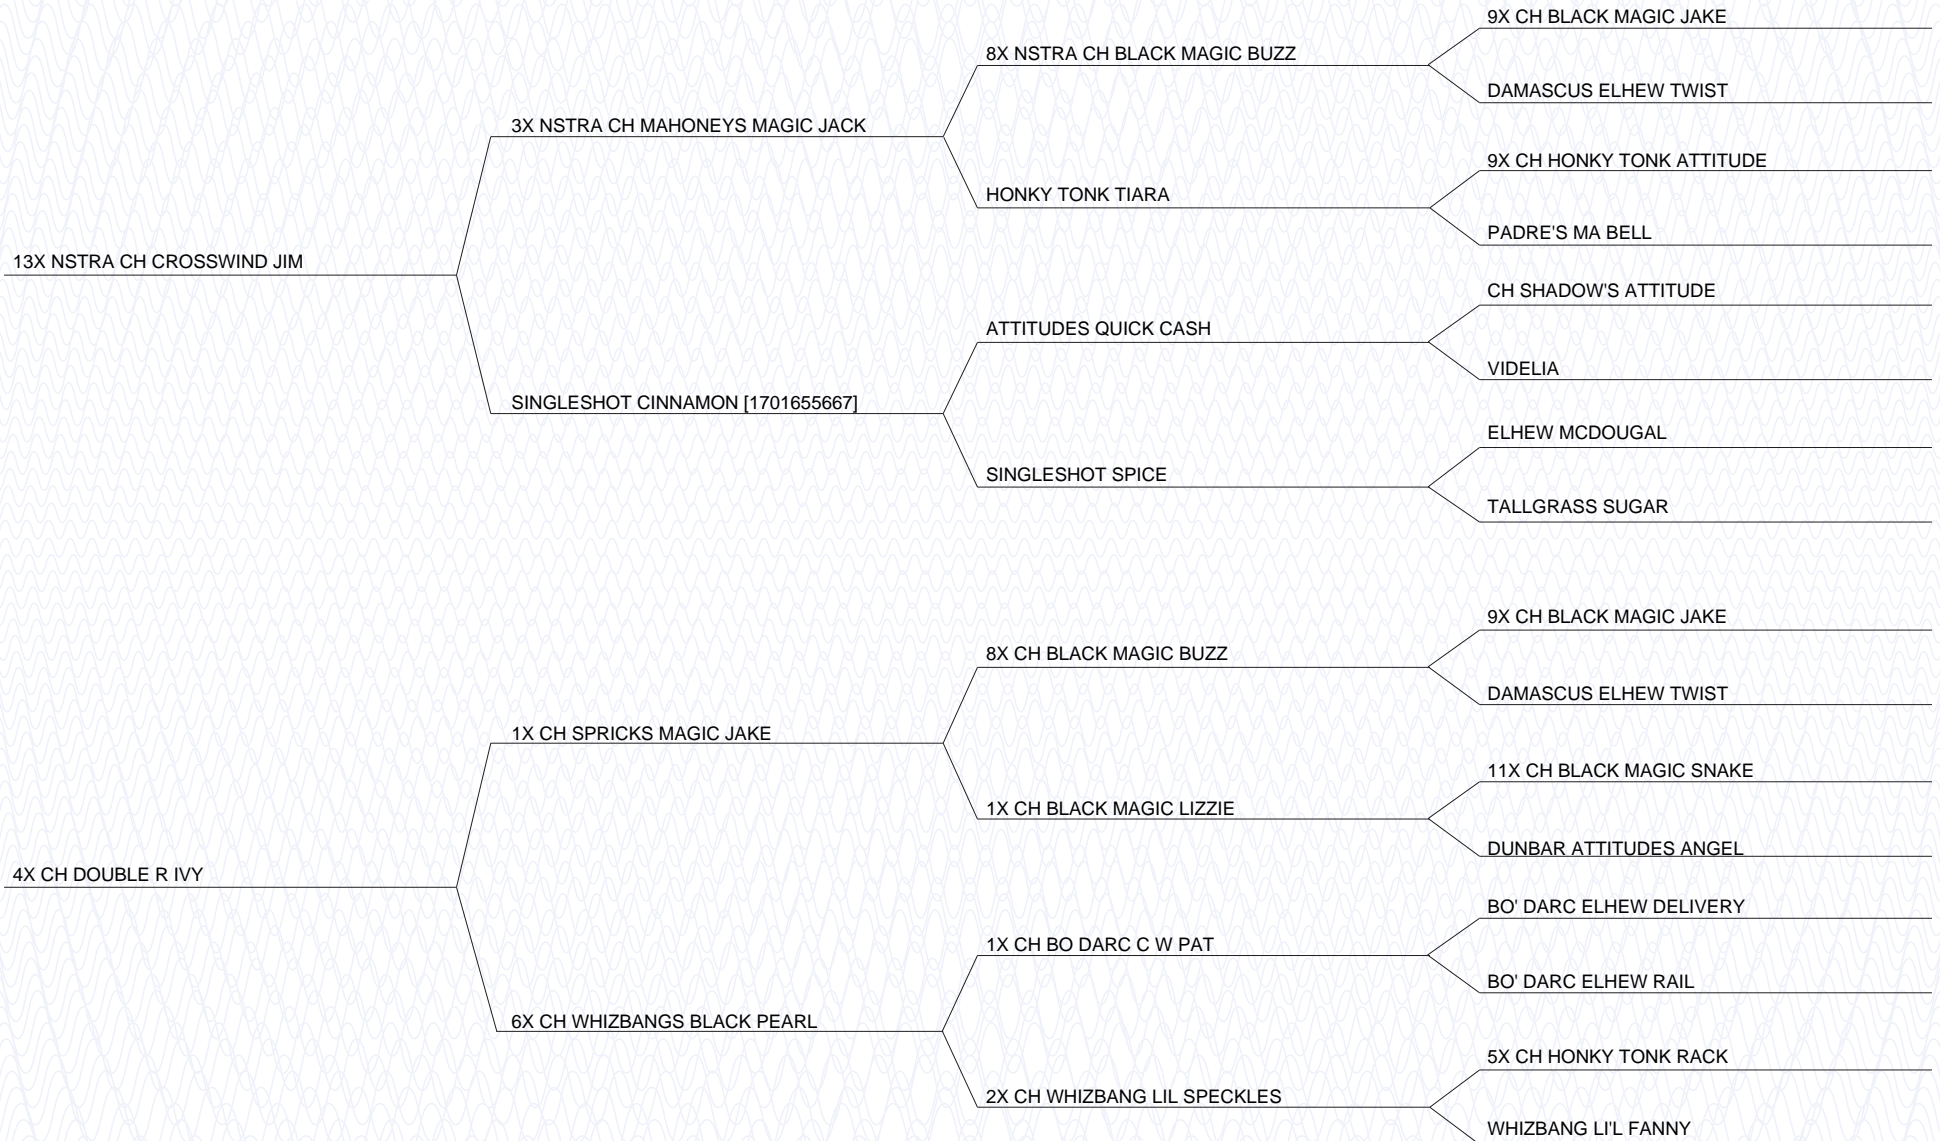 9X CH BLACK MAGIC JAKE
8X NSTRA CH BLACK MAGIC BUZZ
DAMASCUS ELHEW TWIST
3X NSTRA CH MAHONEYS MAGIC JACK
9X CH HONKY TONK ATTITUDE
HONKY TONK TIARA
PADRE'S MA BELL
13X NSTRA CH CROSSWIND JIM
CH SHADOW'S ATTITUDE
ATTITUDES QUICK CASH
VIDELIA
SINGLESHOT CINNAMON [1701655667]
ELHEW MCDOUGAL
SINGLESHOT SPICE
TALLGRASS SUGAR
9X CH BLACK MAGIC JAKE
8X CH BLACK MAGIC BUZZ
DAMASCUS ELHEW TWIST
1X CH SPRICKS MAGIC JAKE
11X CH BLACK MAGIC SNAKE
1X CH BLACK MAGIC LIZZIE
DUNBAR ATTITUDES ANGEL
4X CH DOUBLE R IVY
BO' DARC ELHEW DELIVERY
1X CH BO DARC C W PAT
BO' DARC ELHEW RAIL
6X CH WHIZBANGS BLACK PEARL
5X CH HONKY TONK RACK
2X CH WHIZBANG LIL SPECKLES
WHIZBANG LI'L FANNY